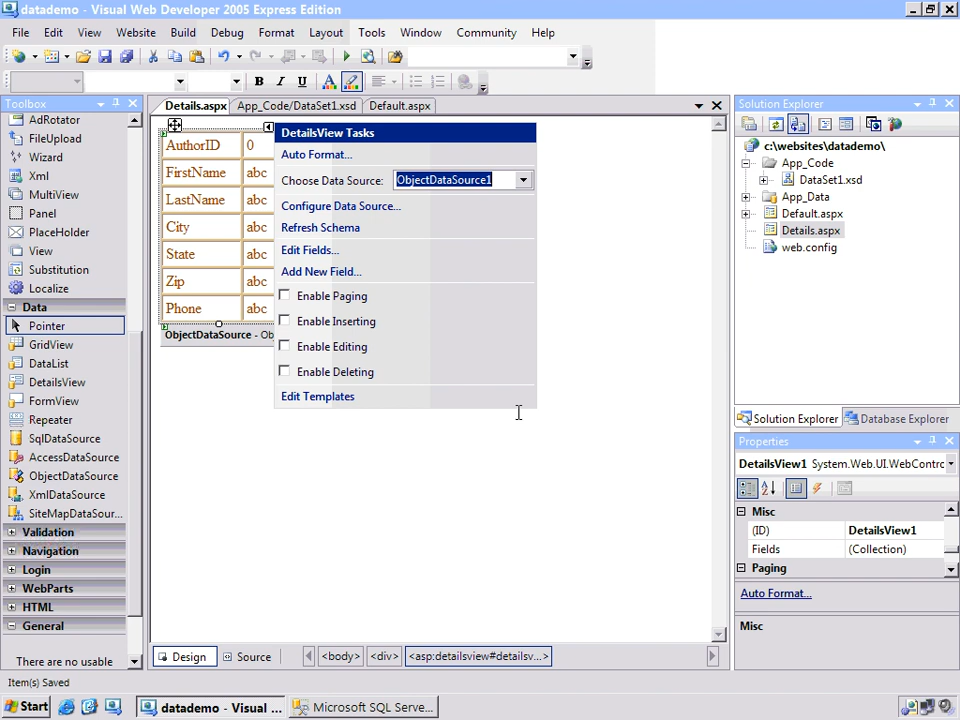 datademo - Visual Web Developer 2005 Express Edition
File Edit View Website Build Debug Format Layout Tools Window Community Help
B I U A
Toolbox
AdRotator
FileUpload
Wizard
Xml
MultiView
Panel
PlaceHolder
View
Substitution
Localize
Data
Pointer
GridView
DataList
DetailsView
FormView
Repeater
SqlDataSource
AccessDataSource
ObjectDataSource
XmlDataSource
SiteMapDataSour...
Validation
Navigation
Login
WebParts
HTML
General
There are no usable
Details.aspx App_Code/DataSet1.xsd Default.aspx
AuthorID 0
FirstName abc
LastName abc
City abc
State abc
Zip abc
Phone abc
ObjectDataSource - Ob
DetailsView Tasks
Auto Format...
Choose Data Source: ObjectDataSource1
Configure Data Source...
Refresh Schema
Edit Fields...
Add New Field...
Enable Paging
Enable Inserting
Enable Editing
Enable Deleting
Edit Templates
Design Source <body> <div> <asp:detailsview#detailsv...>
Solution Explorer
c:\websites\datademo\
App_Code
DataSet1.xsd
App_Data
Default.aspx
Details.aspx
web.config
Solution Explorer Database Explorer
Properties
DetailsView1 System.Web.UI.WebContrc
Misc
(ID) DetailsView1
Fields (Collection)
Paging
Auto Format...
Misc
Item(s) Saved
Start datademo - Visual ... Microsoft SQL Serve...